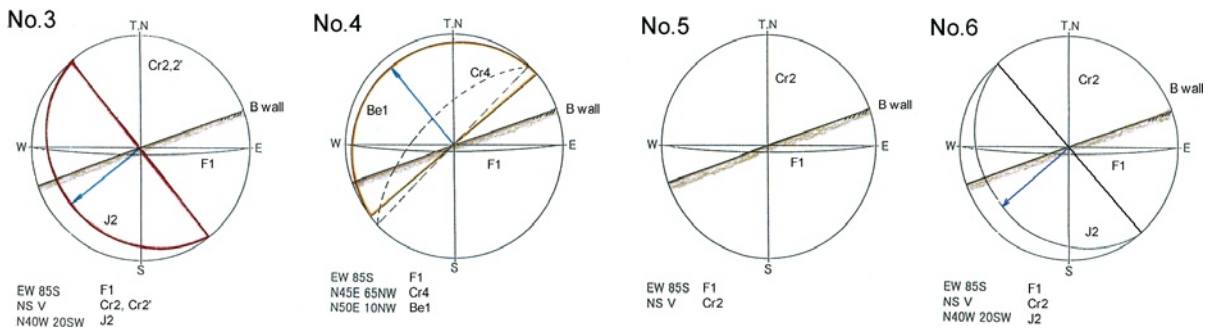 No.3
T.N
Cr2,2'
B wall
W
E
F1
J2
S
EW 85S F1
NS V Cr2, Cr2'
N40W 20SW J2
No.4
T.N
Cr4
Be1
B wall
W
E
F1
S
EW 85S F1
N45E 65NW Cr4
N50E 10NW Be1
No.5
T.N
Cr2
B wall
W
E
F1
S
EW 85S F1
NS V Cr2
No.6
T.N
Cr2
B wall
W
E
F1
J2
S
EW 85S F1
NS V Cr2
N40W 20SW J2